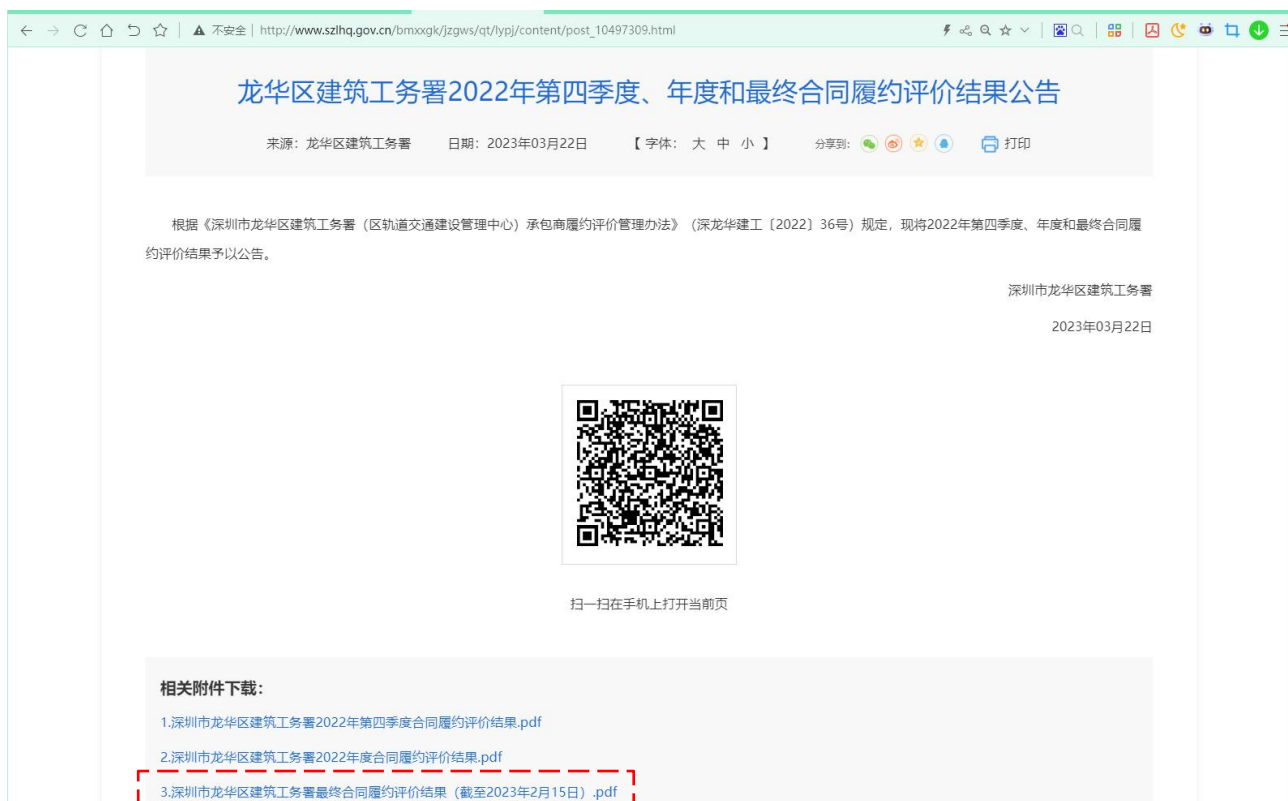 不安全 | http://www.szlhq.gov.cn/bmxxgk/jzgws/qt/lypj/content/post_10497309.html
龙华区建筑工务署2022年第四季度、年度和最终合同履约评价结果公告
来源：龙华区建筑工务署 日期：2023年03月22日 【字体： 大 中 小 】 分享到: 打印
根据《深圳市龙华区建筑工务署（区轨道交通建设管理中心）承包商履约评价管理办法》（深龙华建工〔2022〕36号）规定，现将2022年第四季度、年度和最终合同履
约评价结果予以公告。
深圳市龙华区建筑工务署
2023年03月22日
扫一扫在手机上打开当前页
相关附件下载：
1.深圳市龙华区建筑工务署2022年第四季度合同履约评价结果.pdf
2.深圳市龙华区建筑工务署2022年度合同履约评价结果.pdf
3.深圳市龙华区建筑工务署最终合同履约评价结果（截至2023年2月15日）.pdf